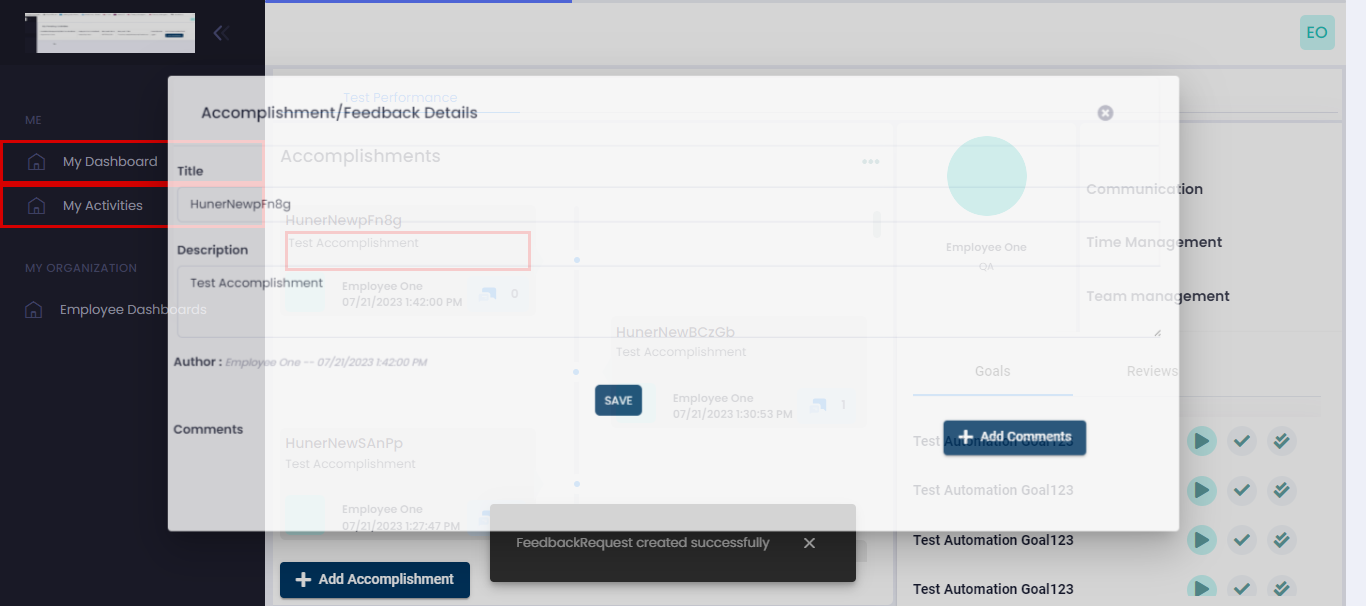 EO
ME
Test Performance
Accomplishment/Feedback Details
Accomplishments
My Dashboard
Title
Communication
My Activities
HunerNewpFn8g
HunerNewpFn8g
Test Accomplishment
Description
Employee One
Time Management
MY ORGANIZATION
QA
Test Accomplishment
Employee One
07/21/2023 1:42:00 PM
0
Team management
Employee Dashboards
HunerNewBCzGb
Test Accomplishment
Author : Employee One -- 07/21/2023 1:42:00 PM
Goals
Reviews
SAVE
Employee One
07/21/2023 1:30:53 PM
1
Comments
Add Comments
Test Automation Goal123
HunerNewSAnPp
Test Accomplishment
Test Automation Goal123
Employee One
07/21/2023 1:27:47 PM
FeedbackRequest created successfully
Test Automation Goal123
Add Accomplishment
Test Automation Goal123